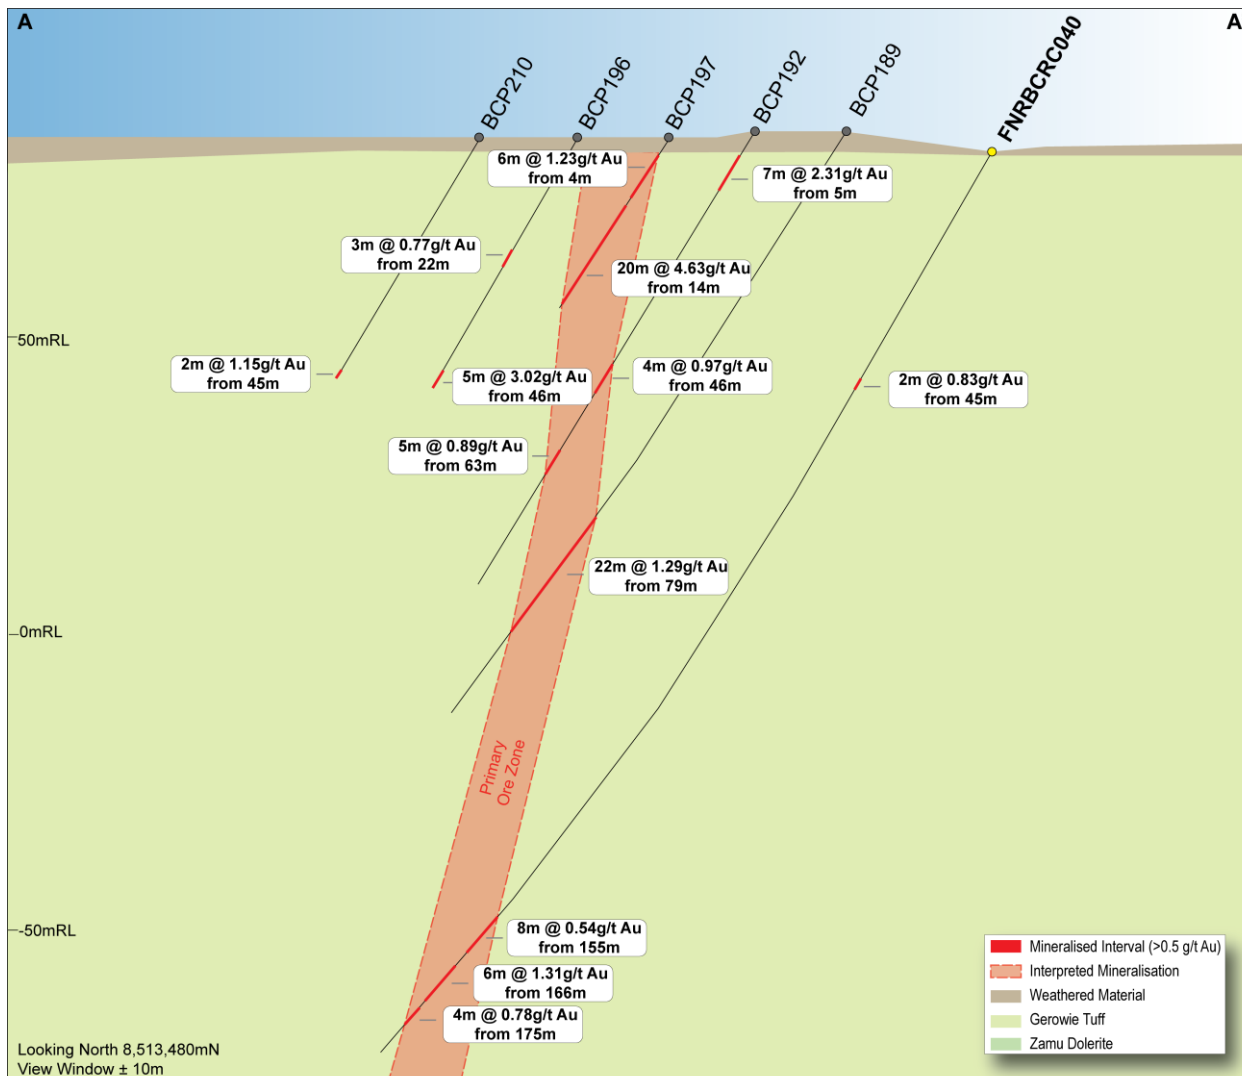 A
A
BCP210
BCP196
BCP197
BCP192
BCP189
FNRBCRC040
6m @ 1.23g/t Au
from 4m
7m @ 2.31g/t Au
from 5m
3m @ 0.77g/t Au
from 22m
20m @ 4.63g/t Au
from 14m
50mRL
2m @ 1.15g/t Au
from 45m
5m @ 3.02g/t Au
from 46m
4m @ 0.97g/t Au
from 46m
2m @ 0.83g/t Au
from 45m
5m @ 0.89g/t Au
from 63m
22m @ 1.29g/t Au
from 79m
0mRL
Primary
Ore Zone
-50mRL
8m @ 0.54g/t Au
from 155m
6m @ 1.31g/t Au
from 166m
4m @ 0.78g/t Au
from 175m
Mineralised Interval (>0.5 g/t Au)
Interpreted Mineralisation
Weathered Material
Gerowie Tuff
Zamu Dolerite
Looking North 8,513,480mN
View Window ± 10m